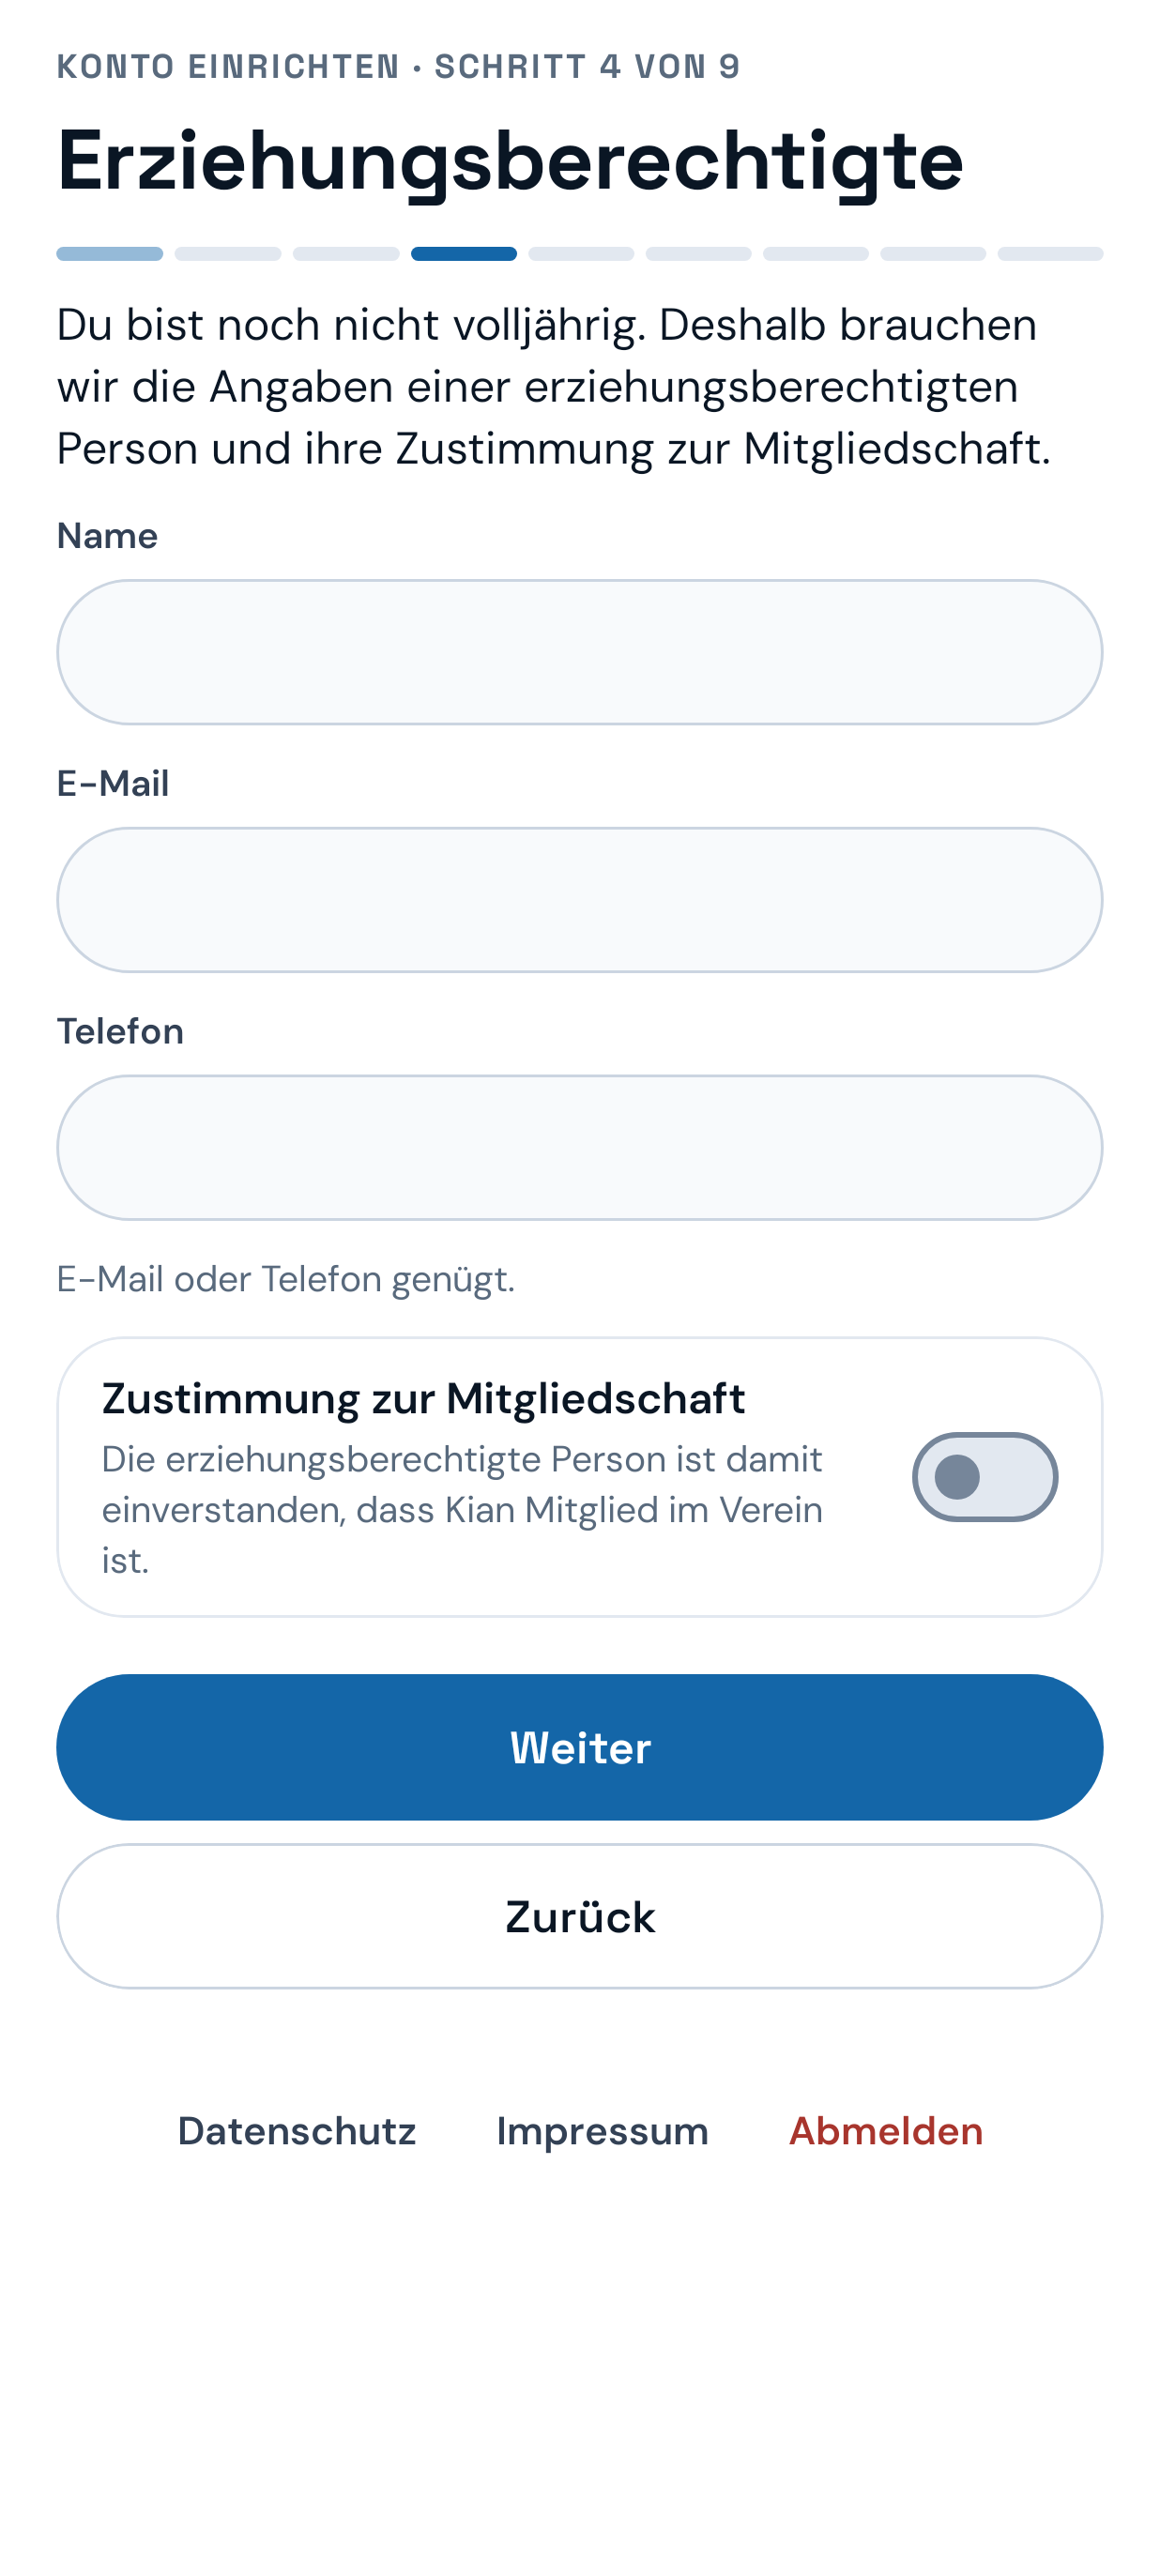 KONTO EINRICHTEN · SCHRITT 4 VON 9
Erziehungsberechtigte
Du bist noch nicht volljährig. Deshalb brauchen
wir die Angaben einer erziehungsberechtigten
Person und ihre Zustimmung zur Mitgliedschaft.
Name
E-Mail
Telefon
E-Mail oder Telefon genügt.
Zustimmung zur Mitgliedschaft
Die erziehungsberechtigte Person ist damit
einverstanden, dass Kian Mitglied im Verein
ist.
Weiter
Zurück
Datenschutz Impressum Abmelden